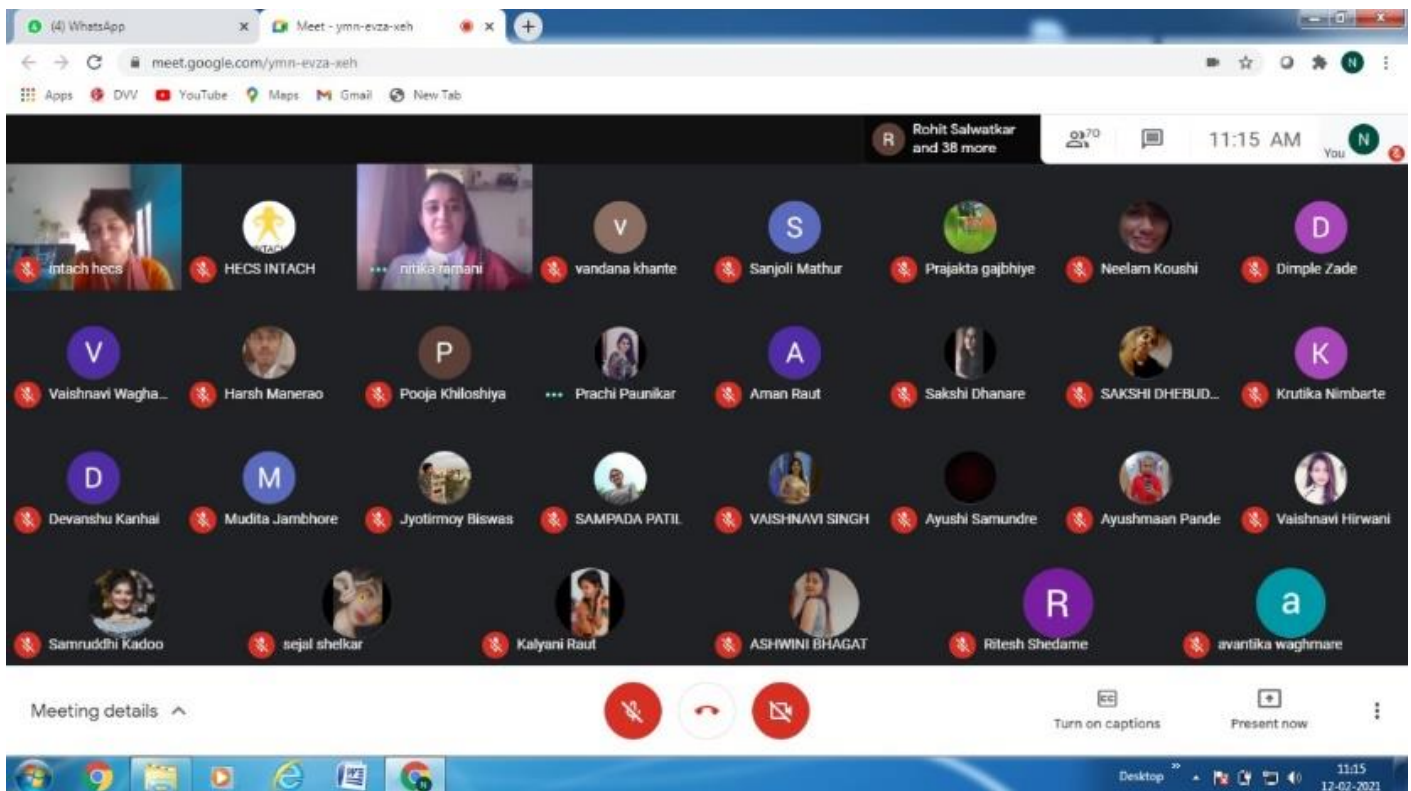 (4) WhatsApp
Meet - ymn-evza-xeh
meet.google.com/ymn-evza-xeh
N
Apps DVV YouTube Maps M Gmail New Tab
R Rohit Salwatkar
and 38 more
70
11:15 AM
You N
intach hecs
INTACH
HECS INTACH
nitika ramani
v
vandana khante
S
Sanjoli Mathur
Prajakta gajbhiye
Neelam Koushi
D
Dimple Zade
V
Vaishnavi Wagha...
Harsh Manerao
P
Pooja Khiloshiya
Prachi Paunikar
A
Aman Raut
Sakshi Dhanare
SAKSHI DHEBUD...
K
Krutika Nimbarte
D
Devanshu Kanhai
M
Mudita Jambhore
Jyotirmoy Biswas
SAMPADA PATIL
VAISHNAVI SINGH
Ayushi Samundre
Ayushmaan Pande
Vaishnavi Hirwani
Samruddhi Kadoo
sejal shelkar
Kalyani Raut
ASHWINI BHAGAT
R
Ritesh Shedame
a
avantika waghmare
Meeting details
CC
Turn on captions
Present now
Desktop
11:15
12-02-2021